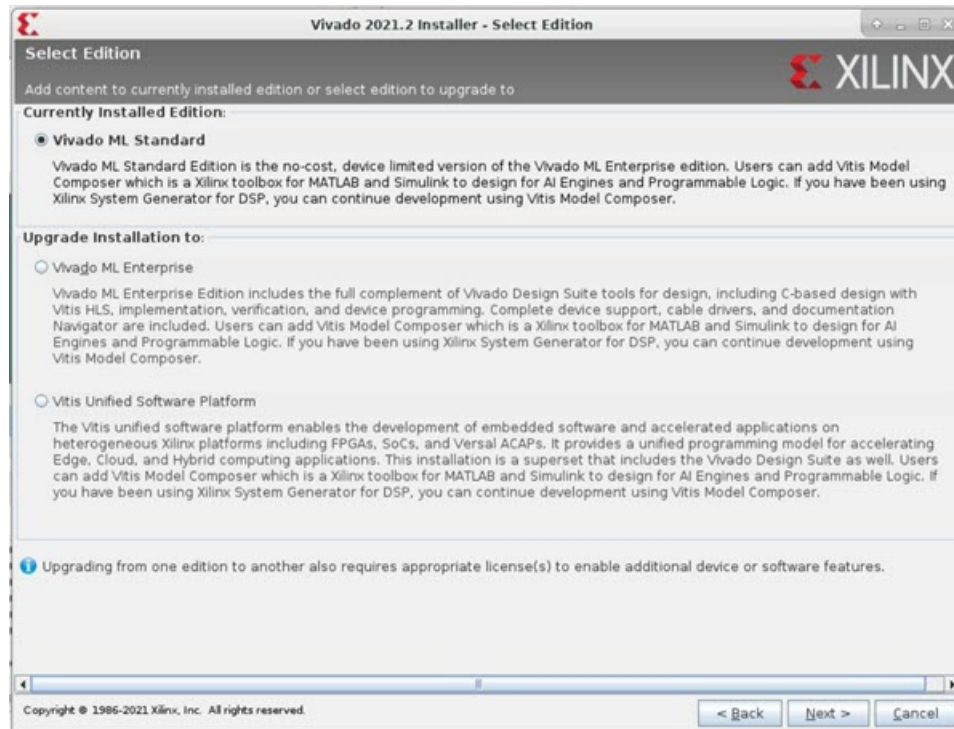 Vivado 2021.2 Installer - Select Edition
Select Edition
XILINX
Add content to currently installed edition or select edition to upgrade to
Currently Installed Edition:
Vivado ML Standard
Vivado ML Standard Edition is the no-cost, device limited version of the Vivado ML Enterprise edition. Users can add Vitis Model
Composer which is a Xilinx toolbox for MATLAB and Simulink to design for AI Engines and Programmable Logic. If you have been using
Xilinx System Generator for DSP, you can continue development using Vitis Model Composer.
Upgrade Installation to:
Vivado ML Enterprise
Vivado ML Enterprise Edition includes the full complement of Vivado Design Suite tools for design, including C-based design with
Vitis HLS, implementation, verification, and device programming. Complete device support, cable drivers, and documentation
Navigator are included. Users can add Vitis Model Composer which is a Xilinx toolbox for MATLAB and Simulink to design for AI
Engines and Programmable Logic. If you have been using Xilinx System Generator for DSP, you can continue development using
Vitis Model Composer.
Vitis Unified Software Platform
The Vitis unified software platform enables the development of embedded software and accelerated applications on
heterogeneous Xilinx platforms including FPGAs, SoCs, and Versal ACAPs. It provides a unified programming model for accelerating
Edge, Cloud, and Hybrid computing applications. This installation is a superset that includes the Vivado Design Suite as well. Users
can add Vitis Model Composer which is a Xilinx toolbox for MATLAB and Simulink to design for AI Engines and Programmable Logic. If
you have been using Xilinx System Generator for DSP, you can continue development using Vitis Model Composer.
Upgrading from one edition to another also requires appropriate license(s) to enable additional device or software features.
Copyright © 1986-2021 Xilinx, Inc. All rights reserved.
< Back Next > Cancel